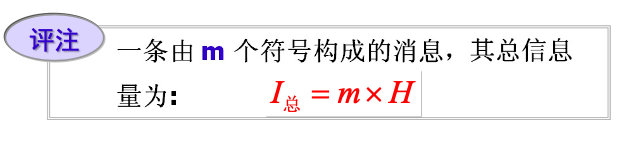 评注
一条由 m 个符号构成的消息，其总信息
量为: I总 = m × H